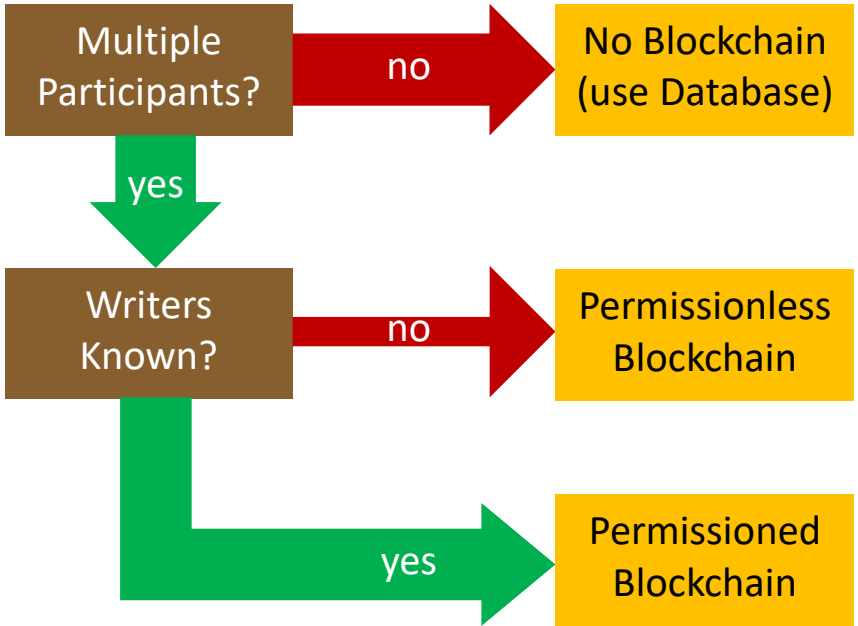 Multiple
Participants?
no
No Blockchain
(use Database)
yes
Writers
Known?
no
Permissionless
Blockchain
yes
Permissioned
Blockchain